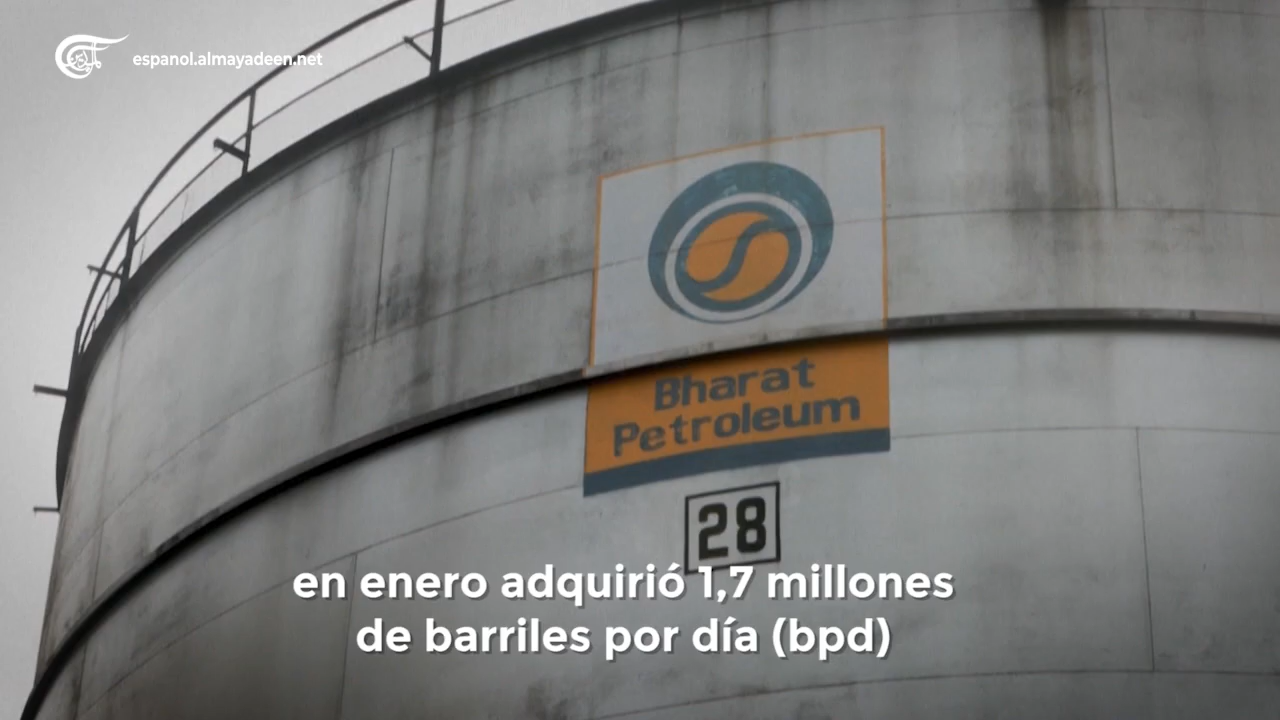 espanol.almayadeen.net
Bharat
Petroleum
28
en enero adquirió 1,7 millones
de barriles por día (bpd)